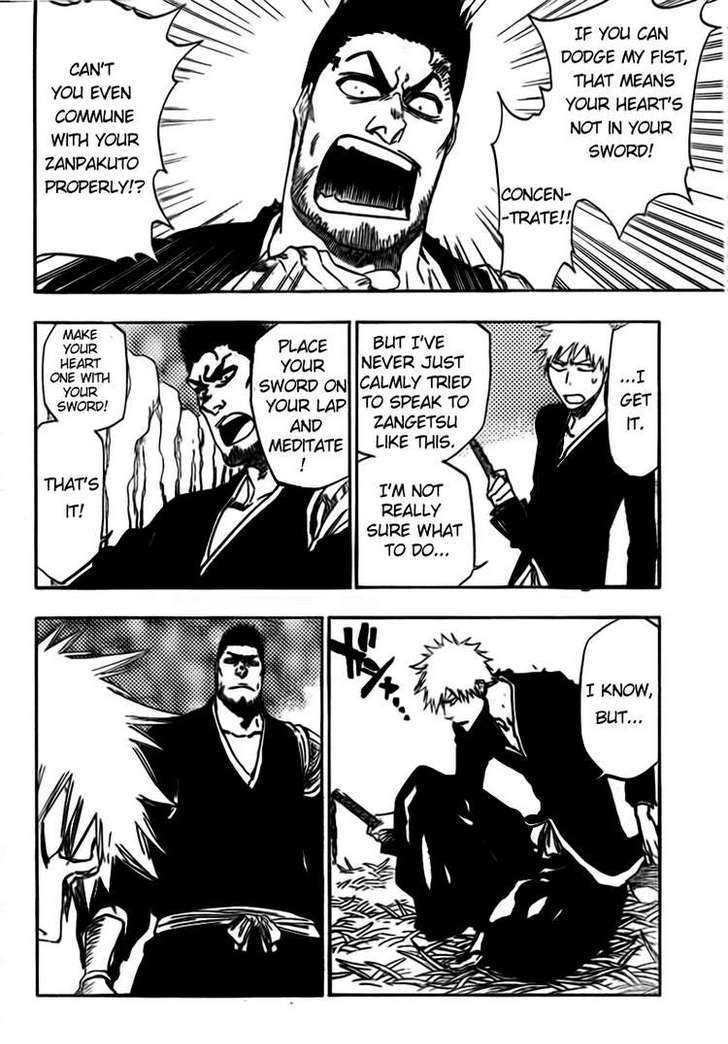 IF YOU CAN
DODGE MY FIST,
THAT MEANS
YOUR HEART'S
NOT IN YOUR
SWORD!
CONCEN-
-TRATE!!
CAN'T
YOU EVEN
COMMUNE
WITH YOUR
ZANPAKUTO
PROPERLY!?
...I
GET
IT.
BUT I'VE
NEVER JUST
CALMLY TRIED
TO SPEAK TO
ZANGETSU
LIKE THIS.
I'M NOT
REALLY
SURE WHAT
TO DO...
PLACE
YOUR
SWORD ON
YOUR LAP
AND
MEDITATE
!
MAKE
YOUR
HEART
ONE WITH
YOUR
SWORD!
THAT'S
IT!
I KNOW,
BUT...